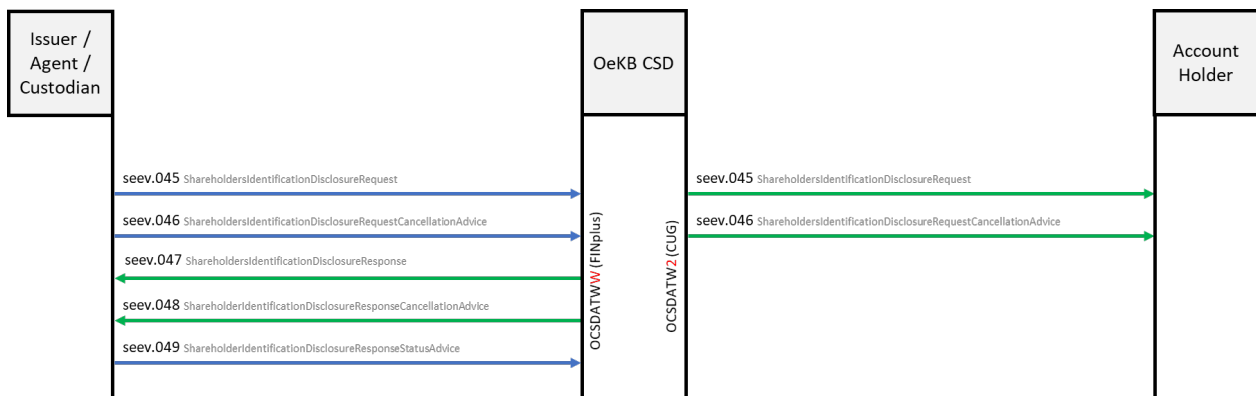 Issuer /
Agent /
Custodian
OeKB CSD
Account
Holder
seev.045 ShareholdersIdentificationDisclosureRequest
seev.046 ShareholdersIdentificationDisclosureRequestCancellationAdvice
seev.047 ShareholdersIdentificationDisclosureResponse
seev.048 ShareholdersIdentificationDisclosureResponseCancellationAdvice
seev.049 ShareholderIdentificationDisclosureResponseStatusAdvice
OCSDATWW (FINplus)
OCSDATW2 (CUG)
seev.045 ShareholdersIdentificationDisclosureRequest
seev.046 ShareholdersIdentificationDisclosureRequestCancellationAdvice